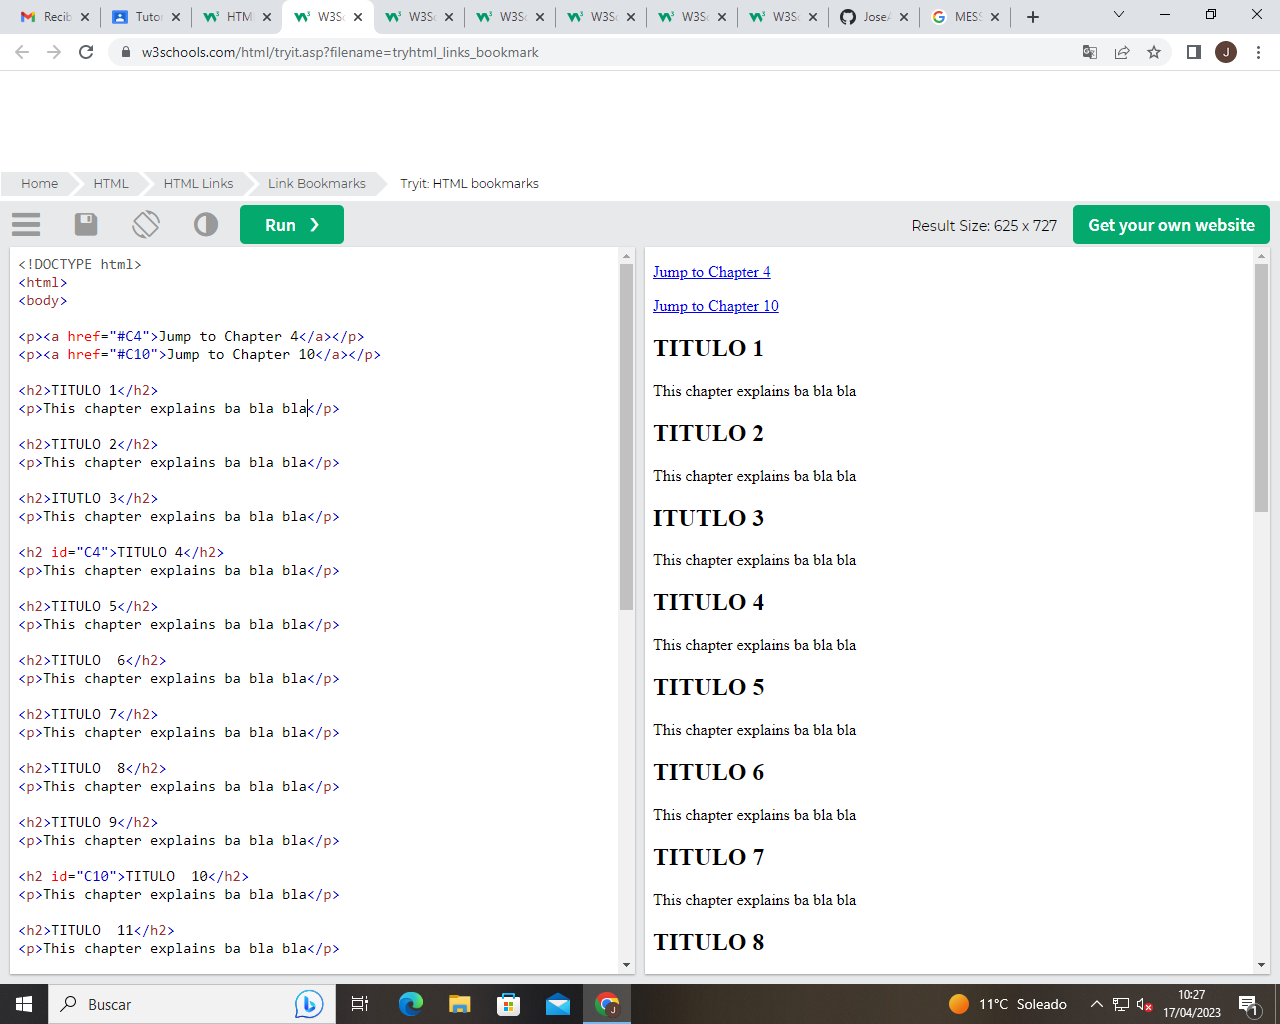 Recib
Tutor
HTM
W3Sc
W3Sc
W3Sc
W3Sc
W3Sc
W3Sc
JoseA
MESS
w3schools.com/html/tryit.asp?filename=tryhtml_links_bookmark
J
Home
HTML
HTML Links
Link Bookmarks
Tryit: HTML bookmarks
Run ❯
Result Size: 625 x 727
Get your own website
<!DOCTYPE html>
<html>
<body>
<p><a href="#C4">Jump to Chapter 4</a></p>
<p><a href="#C10">Jump to Chapter 10</a></p>
<h2>TITULO 1</h2>
<p>This chapter explains ba bla bla</p>
<h2>TITULO 2</h2>
<p>This chapter explains ba bla bla</p>
<h2>ITUTLO 3</h2>
<p>This chapter explains ba bla bla</p>
<h2 id="C4">TITULO 4</h2>
<p>This chapter explains ba bla bla</p>
<h2>TITULO 5</h2>
<p>This chapter explains ba bla bla</p>
<h2>TITULO  6</h2>
<p>This chapter explains ba bla bla</p>
<h2>TITULO 7</h2>
<p>This chapter explains ba bla bla</p>
<h2>TITULO  8</h2>
<p>This chapter explains ba bla bla</p>
<h2>TITULO 9</h2>
<p>This chapter explains ba bla bla</p>
<h2 id="C10">TITULO  10</h2>
<p>This chapter explains ba bla bla</p>
<h2>TITULO  11</h2>
<p>This chapter explains ba bla bla</p>
Jump to Chapter 4
Jump to Chapter 10
TITULO 1
This chapter explains ba bla bla
TITULO 2
This chapter explains ba bla bla
ITUTLO 3
This chapter explains ba bla bla
TITULO 4
This chapter explains ba bla bla
TITULO 5
This chapter explains ba bla bla
TITULO 6
This chapter explains ba bla bla
TITULO 7
This chapter explains ba bla bla
TITULO 8
Buscar
J
11°C Soleado
10:27
17/04/2023
1